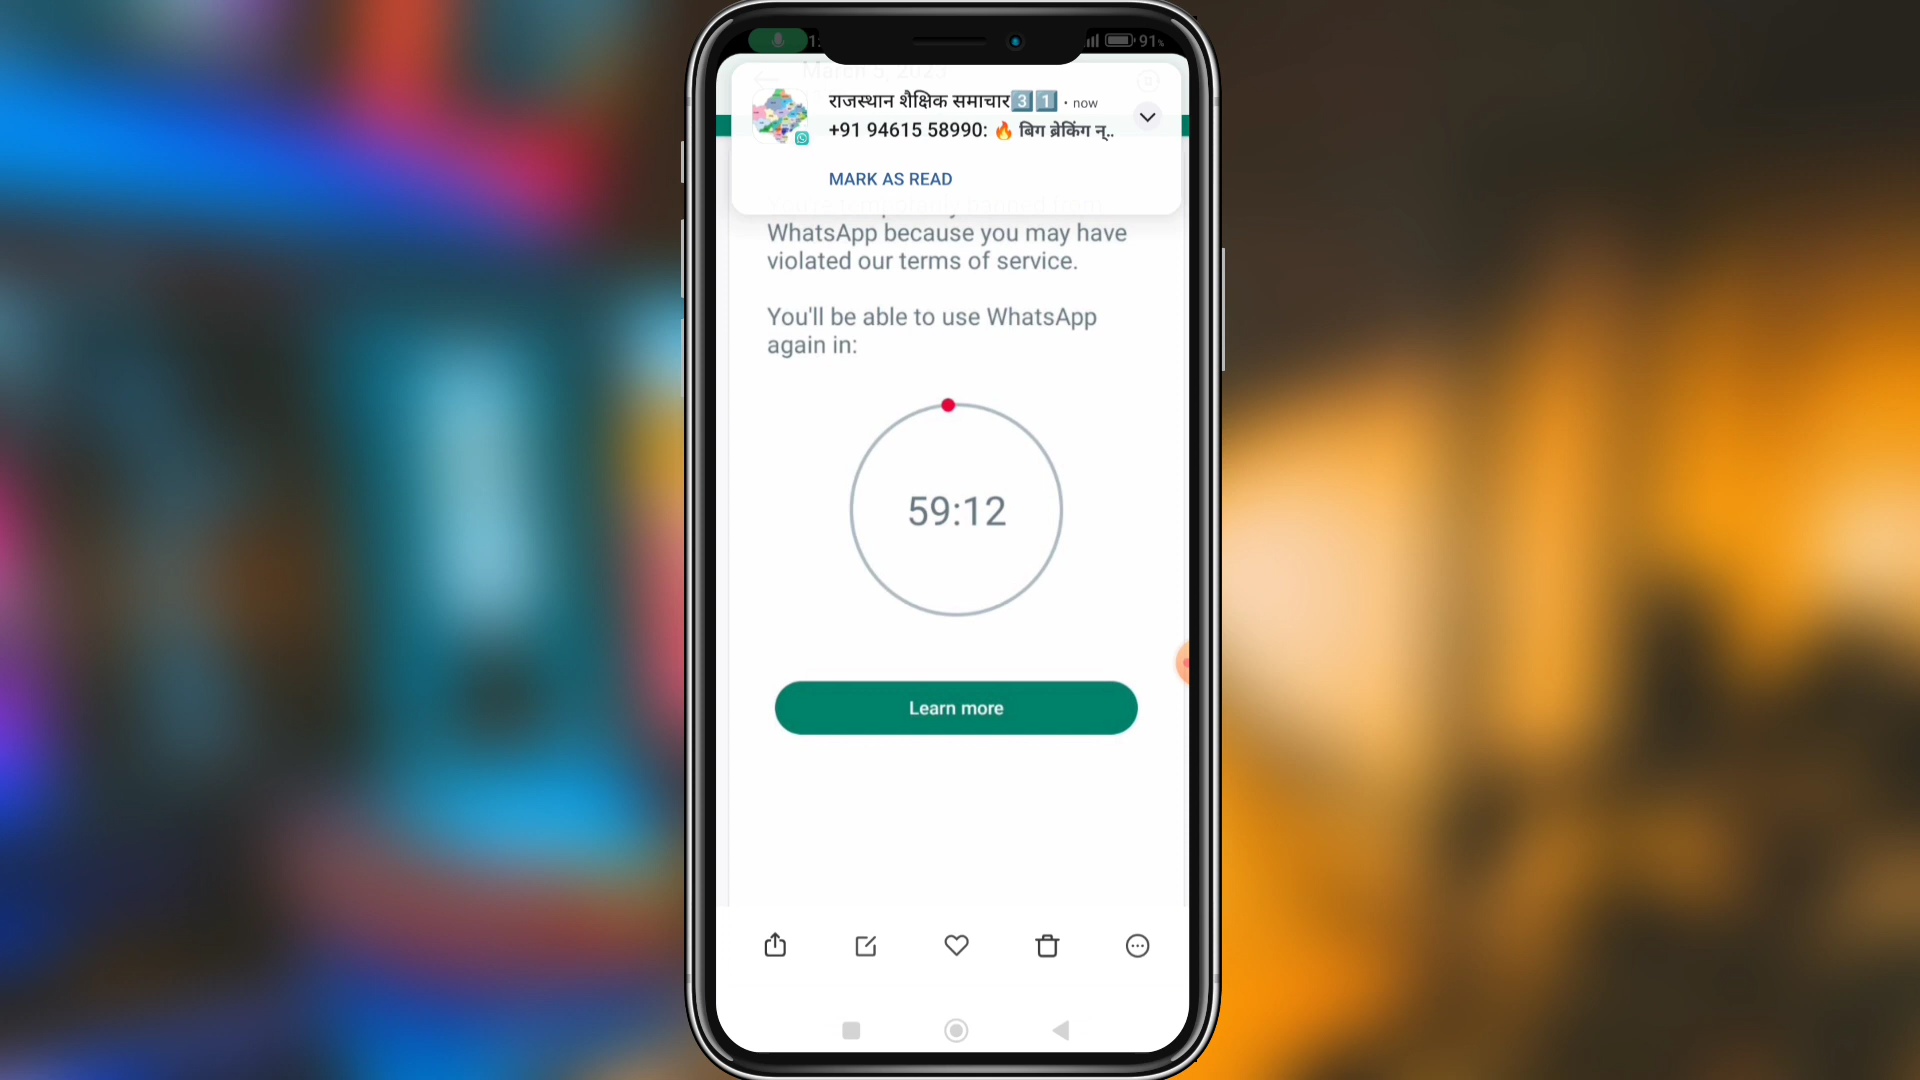 91%
March 5, 2023
राजस्थान शैक्षिक समाचार3️⃣1️⃣ • now
+91 94615 58990: 🔥 बिग ब्रेकिंग न्..
MARK AS READ
You're temporarily banned from
WhatsApp because you may have
violated our terms of service.
You'll be able to use WhatsApp
again in:
59:12
Learn more